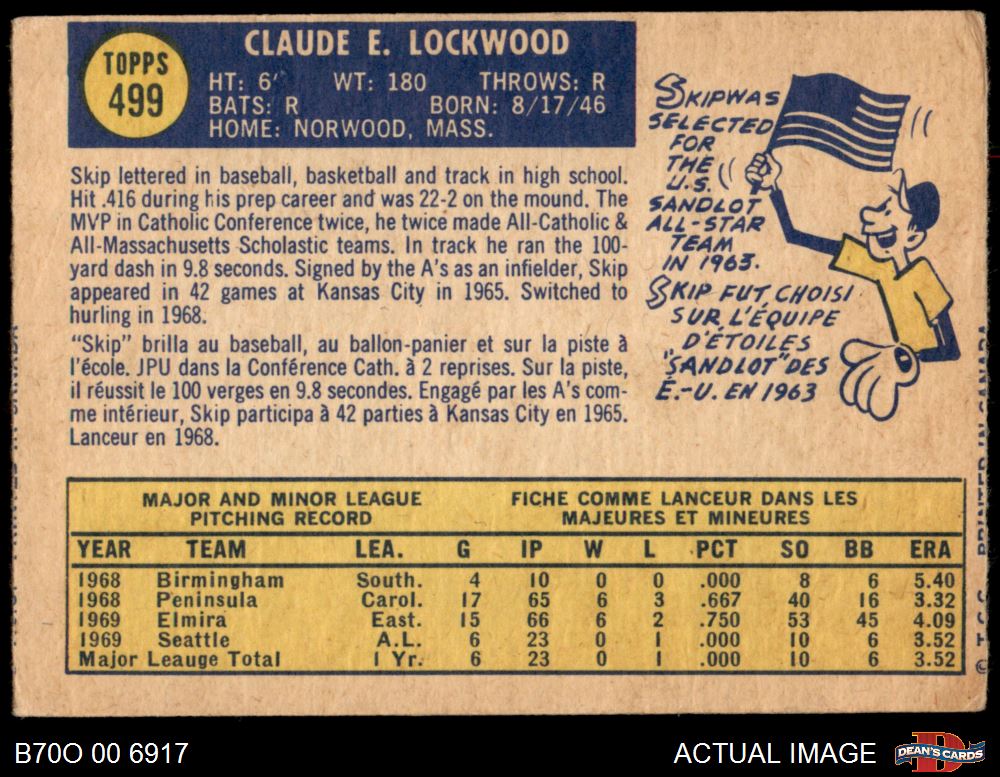 TOPPS
499
CLAUDE E. LOCKWOOD
HT: 6' WT: 180 THROWS: R
BATS: R BORN: 8/17/46
HOME: NORWOOD, MASS.
Skip lettered in baseball, basketball and track in high school.
Hit .416 during his prep career and was 22-2 on the mound. The
MVP in Catholic Conference twice, he twice made All-Catholic &
All-Massachusetts Scholastic teams. In track he ran the 100-
yard dash in 9.8 seconds. Signed by the A's as an infielder, Skip
appeared in 42 games at Kansas City in 1965. Switched to
hurling in 1968.
"Skip" brilla au baseball, au ballon-panier et sur la piste à
l'école. JPU dans la Conférence Cath. à 2 reprises. Sur la piste,
il réussit le 100 verges en 9.8 secondes. Engagé par les A's com-
me intérieur, Skip participa à 42 parties à Kansas City en 1965.
Lanceur en 1968.
SKIP WAS
SELECTED
FOR
THE
U.S.
SANDLOT
ALL-STAR
TEAM
IN 1963.
SKIP FUT CHOISI
SUR L'ÉQUIPE
D'ÉTOILES
"SANDLOT" DES
É.-U. EN 1963
MAJOR AND MINOR LEAGUE
PITCHING RECORD
FICHE COMME LANCEUR DANS LES
MAJEURES ET MINEURES
YEAR TEAM LEA. G IP W L PCT SO BB ERA
1968 Birmingham South. 4 10 0 0 .000 8 6 5.40
1968 Peninsula Carol. 17 65 6 3 .667 40 16 3.32
1969 Elmira East. 15 66 6 2 .750 53 45 4.09
1969 Seattle A.L. 6 23 0 1 .000 10 6 3.52
Major Leauge Total 1 Yr. 6 23 0 1 .000 10 6 3.52
© T.C.G. PRINTED IN CANADA
B70O 00 6917
ACTUAL IMAGE
DEAN'S CARDS